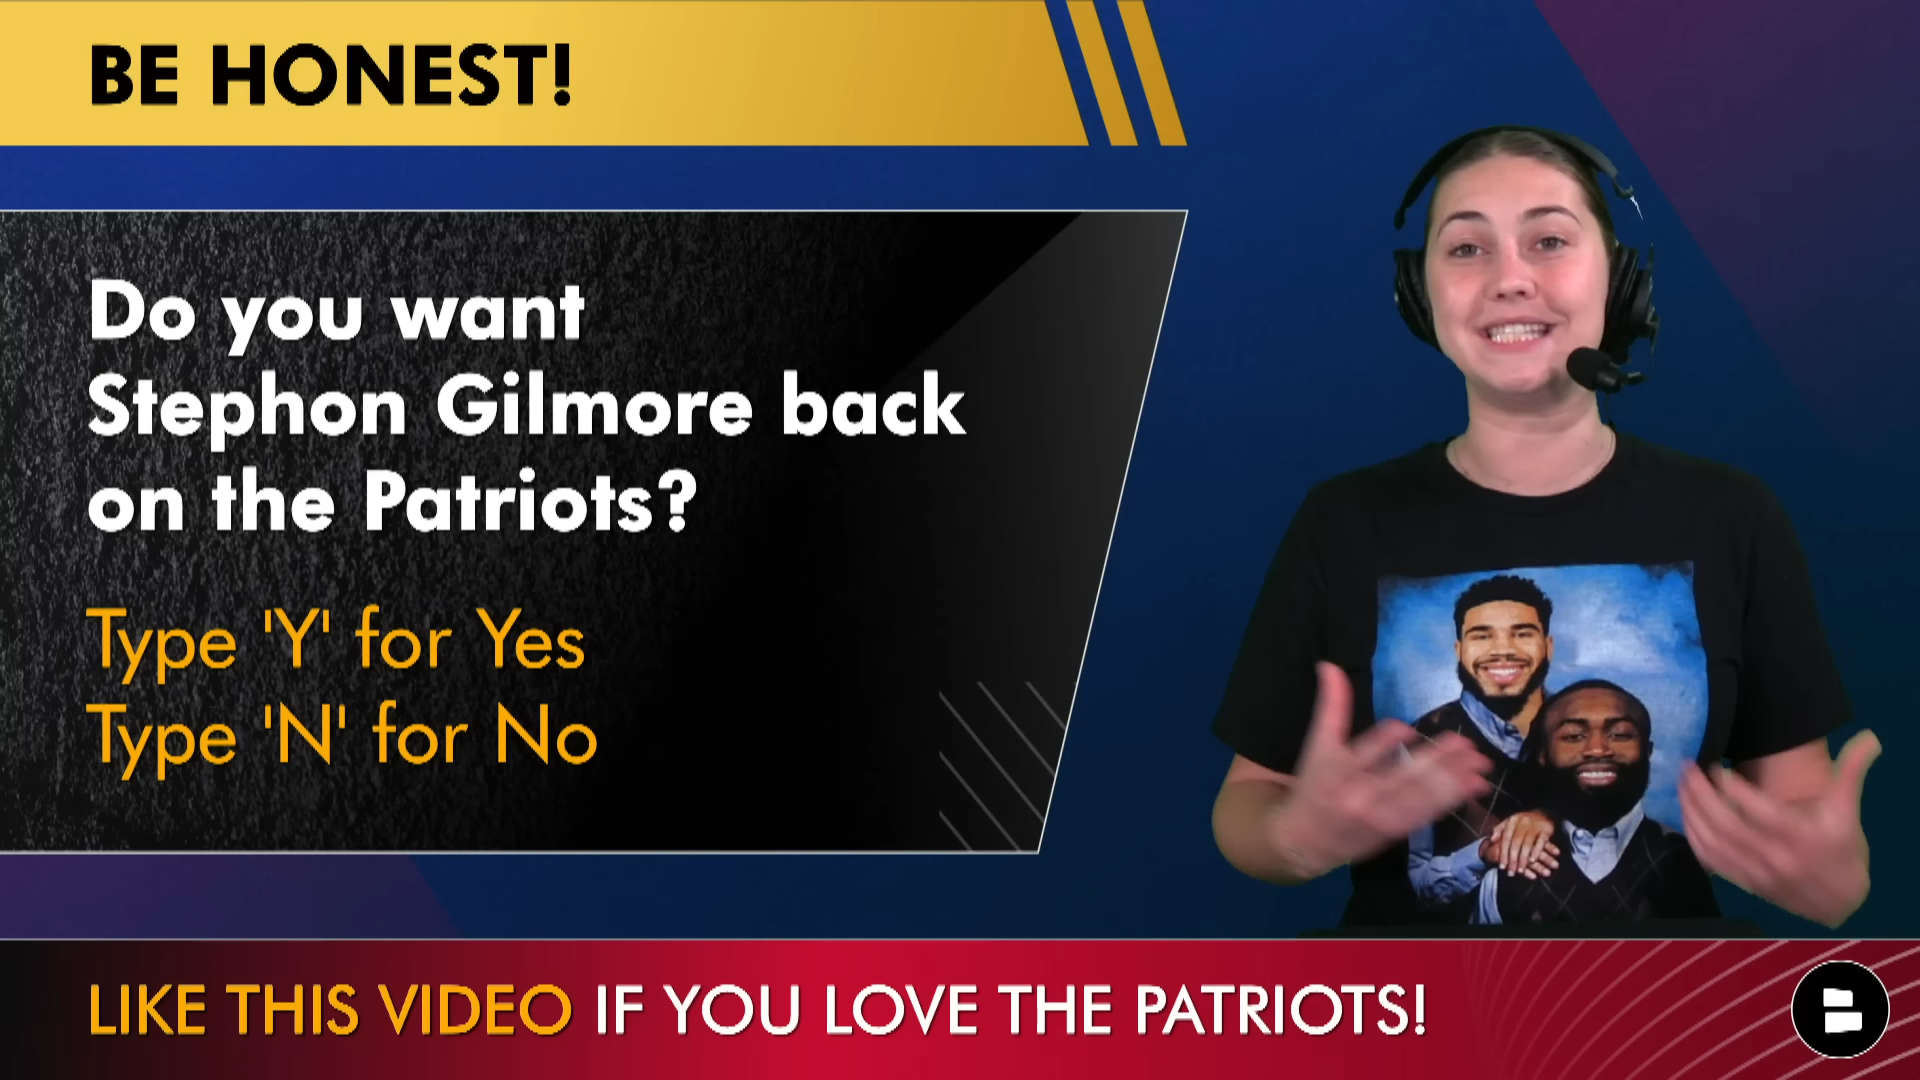 BE HONEST!
Do you want
Stephon Gilmore back
on the Patriots?
Type 'Y' for Yes
Type 'N' for No
LIKE THIS VIDEO IF YOU LOVE THE PATRIOTS!